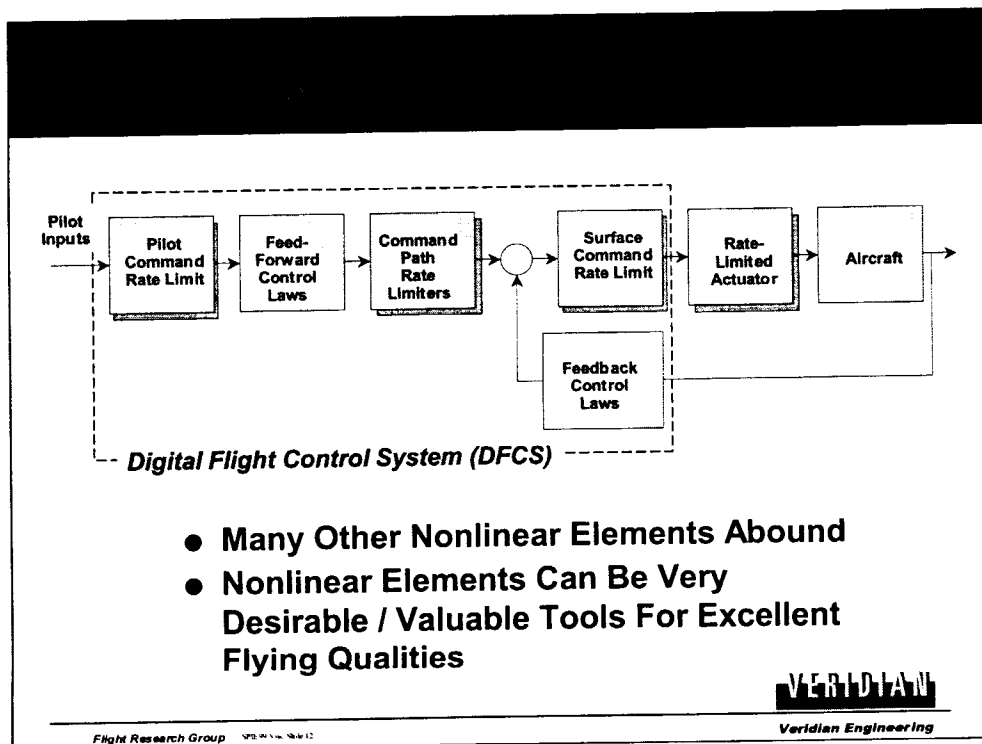 Pilot
Inputs
Pilot
Command
Rate Limit
Feed-
Forward
Control
Laws
Command
Path
Rate
Limiters
Surface
Command
Rate Limit
Rate-
Limited
Actuator
Aircraft
Feedback
Control
Laws
Digital Flight Control System (DFCS)
● Many Other Nonlinear Elements Abound
● Nonlinear Elements Can Be Very
Desirable / Valuable Tools For Excellent
Flying Qualities
VERIDIAN
Flight Research Group
Veridian Engineering